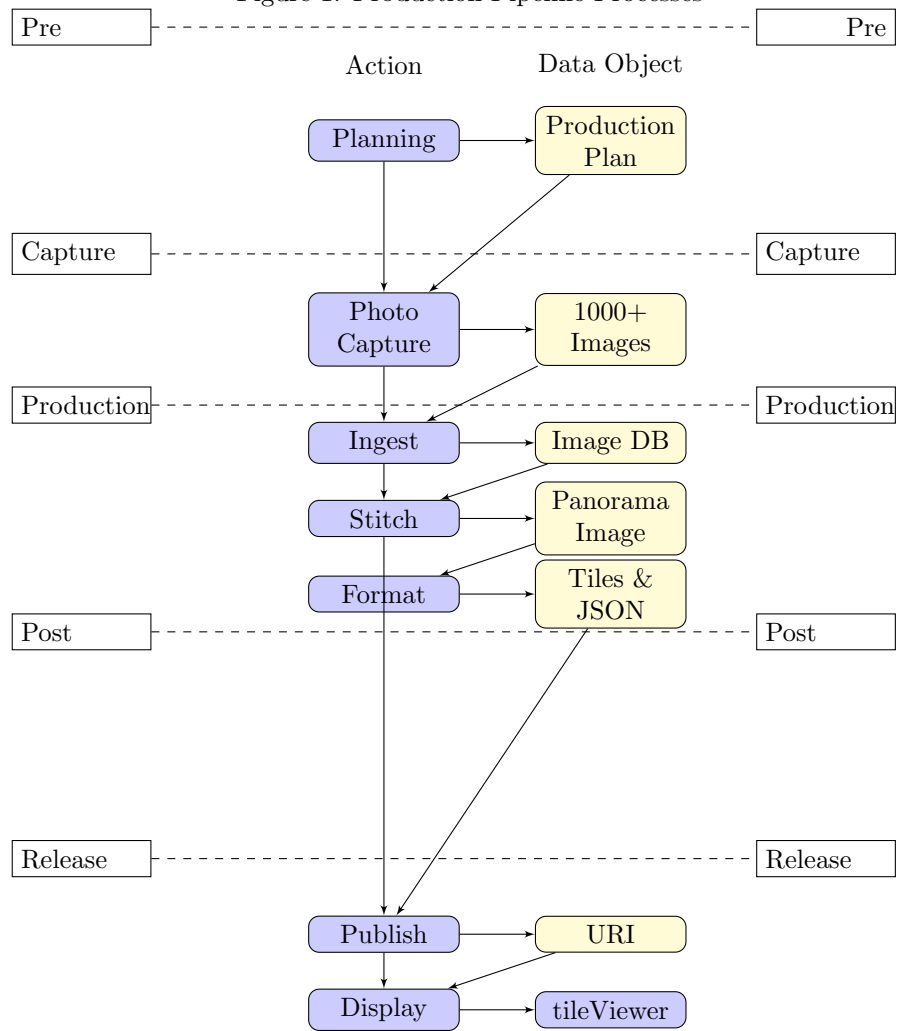 Figure 1: Production Pipeline Processes
Pre
Pre
Action
Data Object
Planning
Production
Plan
Capture
Capture
Photo
Capture
1000+
Images
Production
Production
Ingest
Image DB
Stitch
Panorama
Image
Format
Tiles &
JSON
Post
Post
Release
Release
Publish
URI
Display
tileViewer